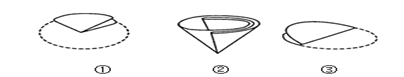 ① ② ③